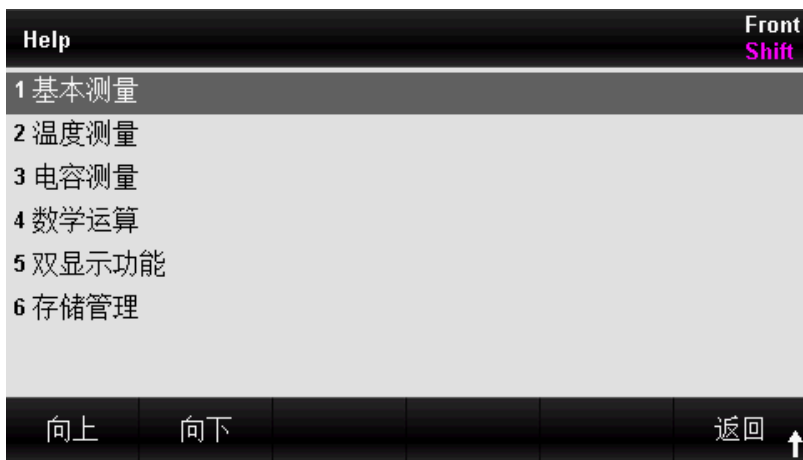 Help
Front
Shift
1 基本测量
2 温度测量
3 电容测量
4 数学运算
5 双显示功能
6 存储管理
向上 向下 返回